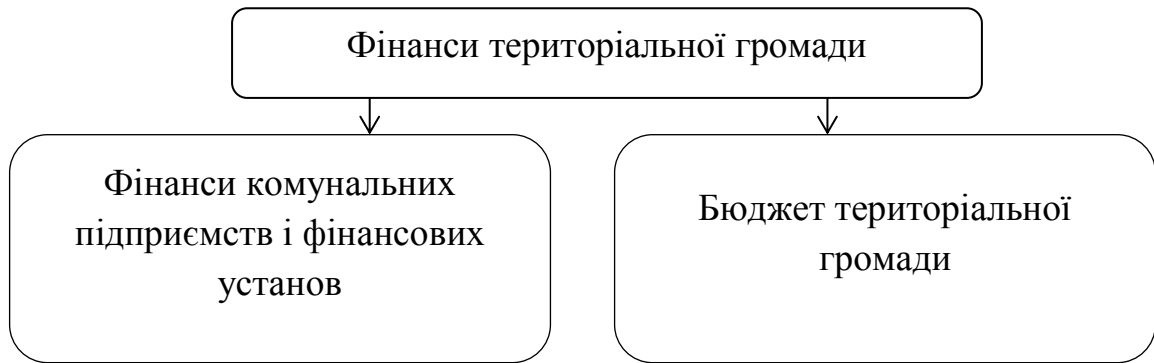 Фінанси територіальної громади
Фінанси комунальних
підприємств і фінансових
установ
Бюджет територіальної
громади